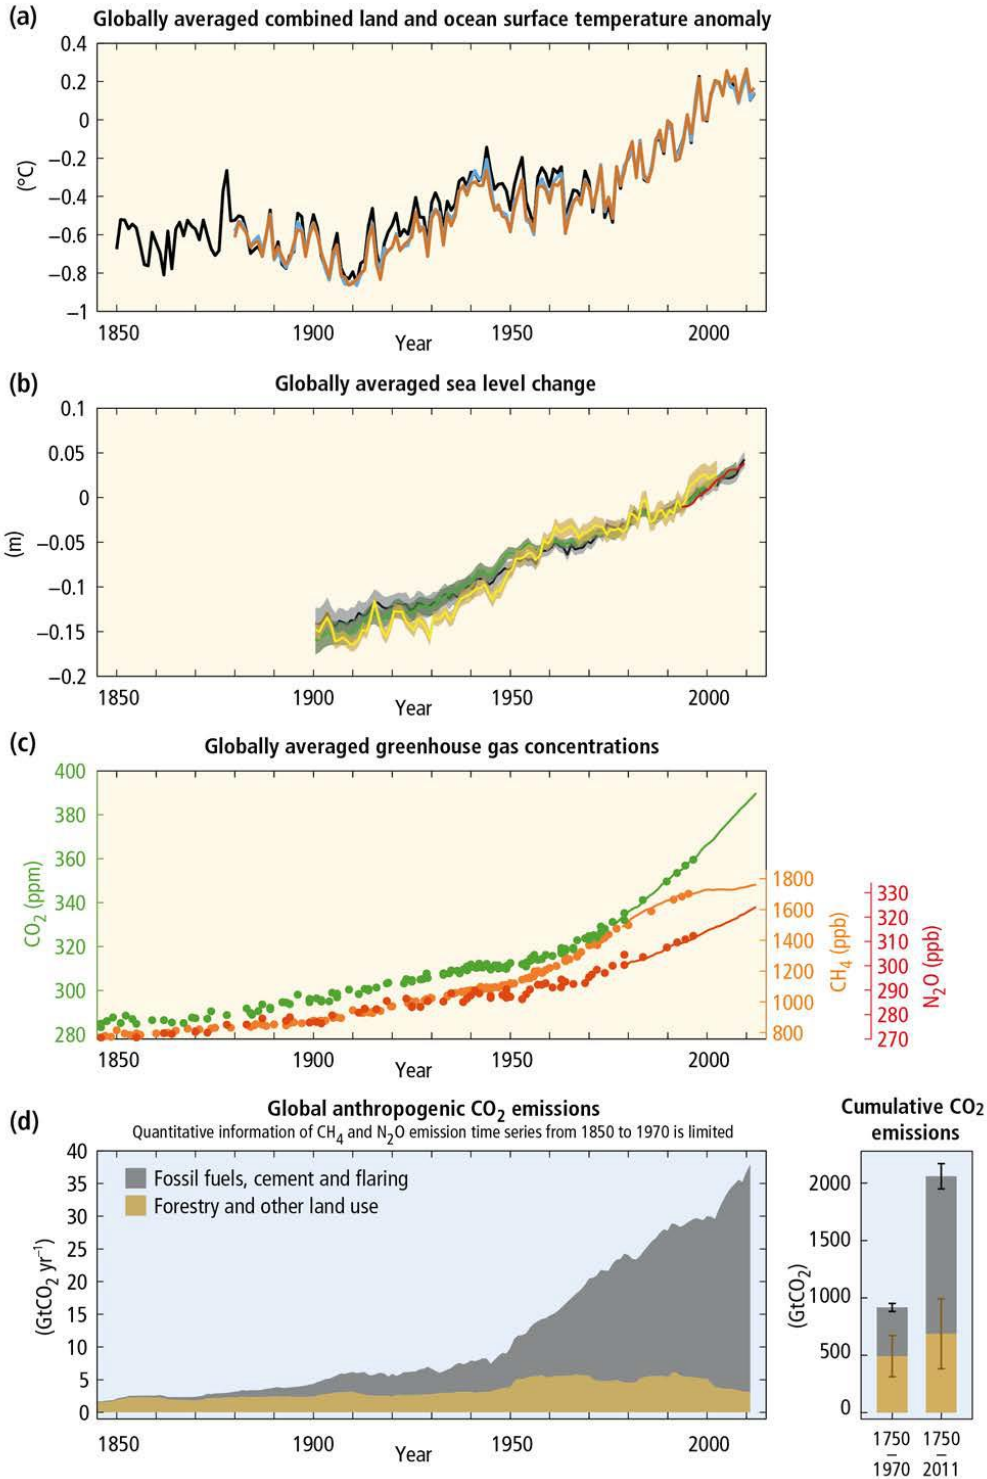 (a)
Globally averaged combined land and ocean surface temperature anomaly
0.4
0.2
0
−0.2
−0.4
−0.6
−0.8
−1
(°C)
1850 1900 1950 2000
Year
(b)
Globally averaged sea level change
0.1
0.05
0
−0.05
−0.1
−0.15
−0.2
(m)
1850 1900 1950 2000
Year
(c)
Globally averaged greenhouse gas concentrations
400
380
360
340
320
300
280
CO2 (ppm)
1800
1600
1400
1200
1000
800
CH4 (ppb)
330
320
310
300
290
280
270
N2O (ppb)
1850 1900 1950 2000
Year
(d)
Global anthropogenic CO2 emissions
Quantitative information of CH4 and N2O emission time series from 1850 to 1970 is limited
40
35
30
25
20
15
10
5
0
(GtCO2 yr−1)
Fossil fuels, cement and flaring
Forestry and other land use
1850 1900 1950 2000
Year
Cumulative CO2
emissions
2000
1500
1000
500
0
(GtCO2)
1750
–
1970
1750
–
2011